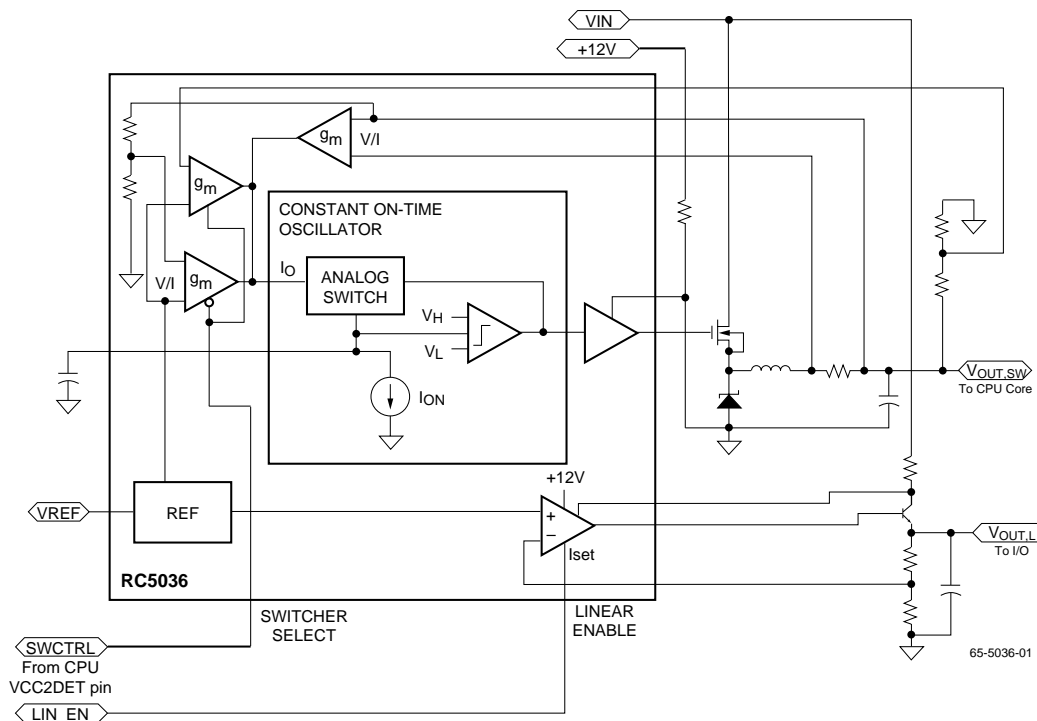 VIN
+12V
gm
V/I
gm
CONSTANT ON-TIME
OSCILLATOR
V/I
gm
IO
ANALOG
SWITCH
VH
VL
ION
VOUT,SW
To CPU Core
+12V
VREF
REF
+
–
Iset
VOUT,L
To I/O
RC5036
SWITCHER
SELECT
LINEAR
ENABLE
SWCTRL
From CPU
VCC2DET pin
LIN EN
65-5036-01